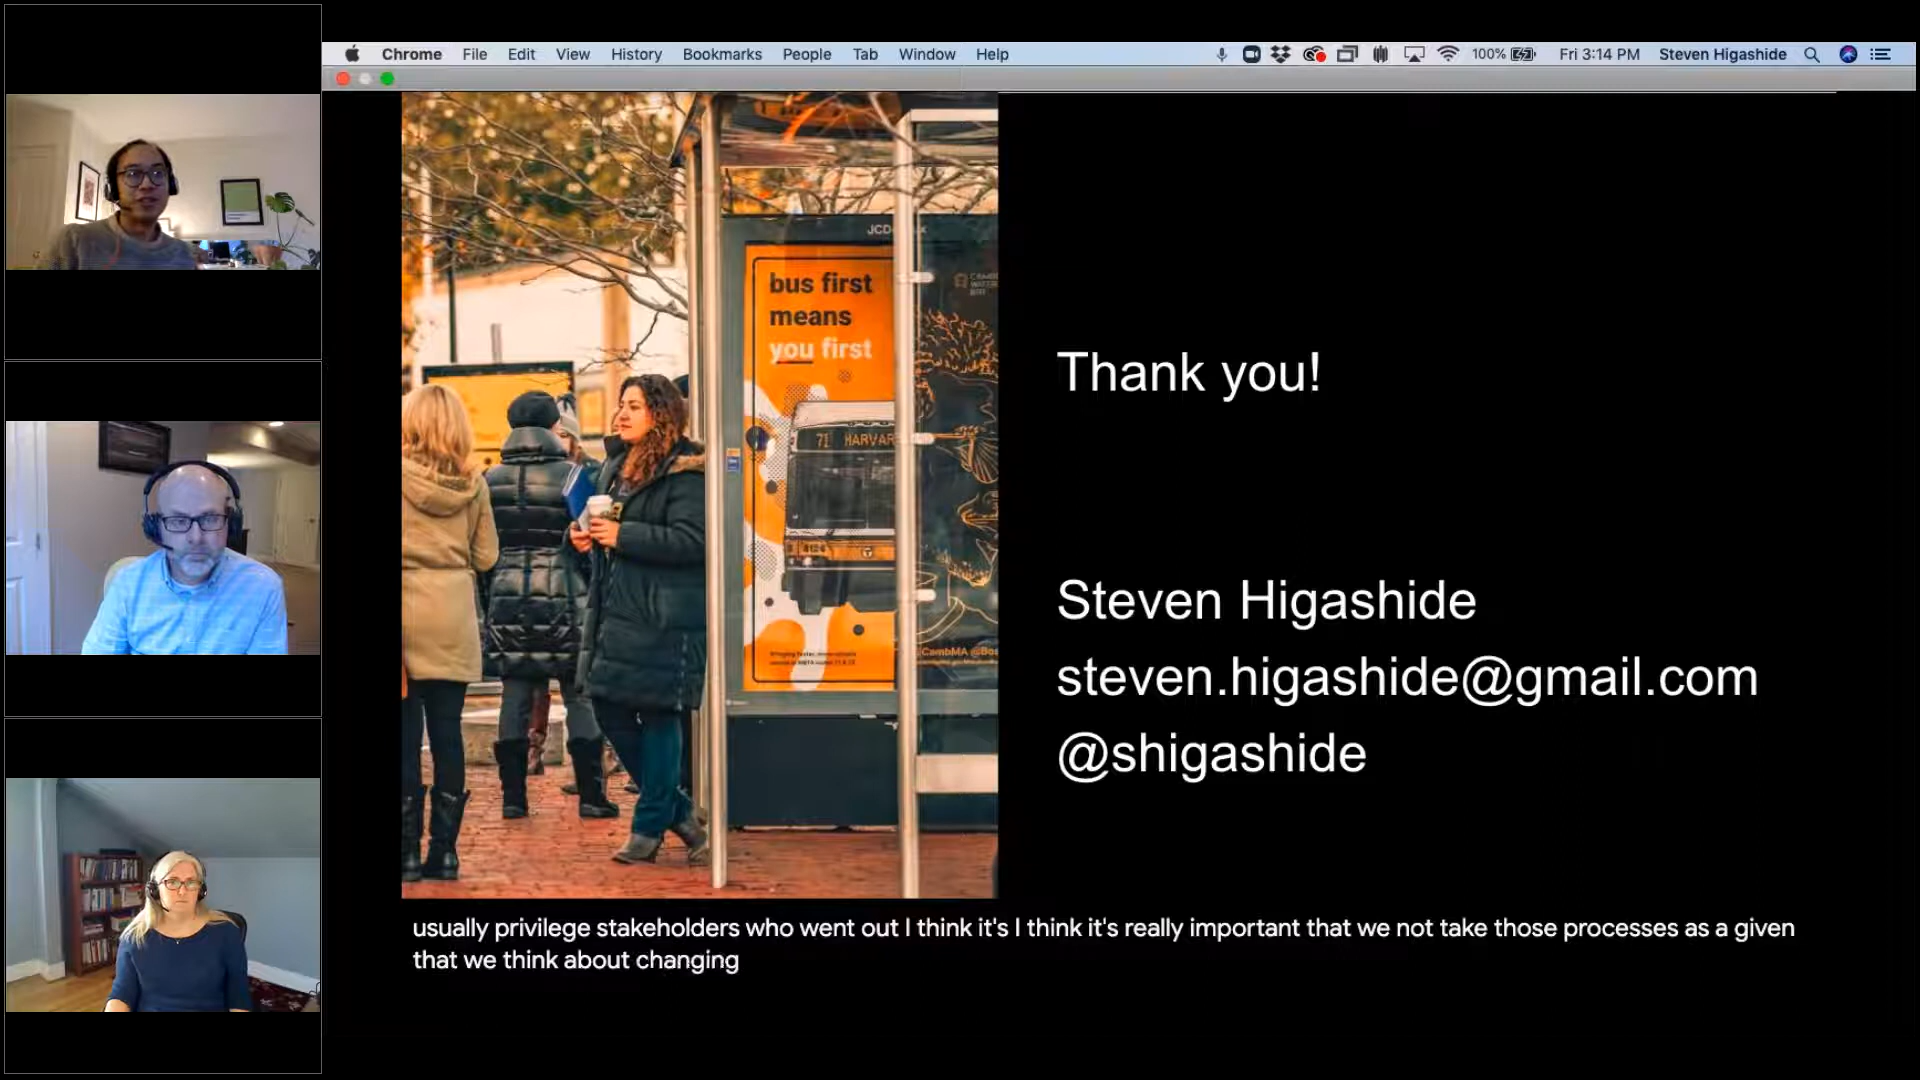 Chrome File Edit View History Bookmarks People Tab Window Help 100% Fri 3:14 PM Steven Higashide
JCD
bus first
means
you first
71 HARVAR
Thank you!
Steven Higashide
steven.higashide@gmail.com
@shigashide
CambMA @Bos
usually privilege stakeholders who went out I think it's I think it's really important that we not take those processes as a given
that we think about changing